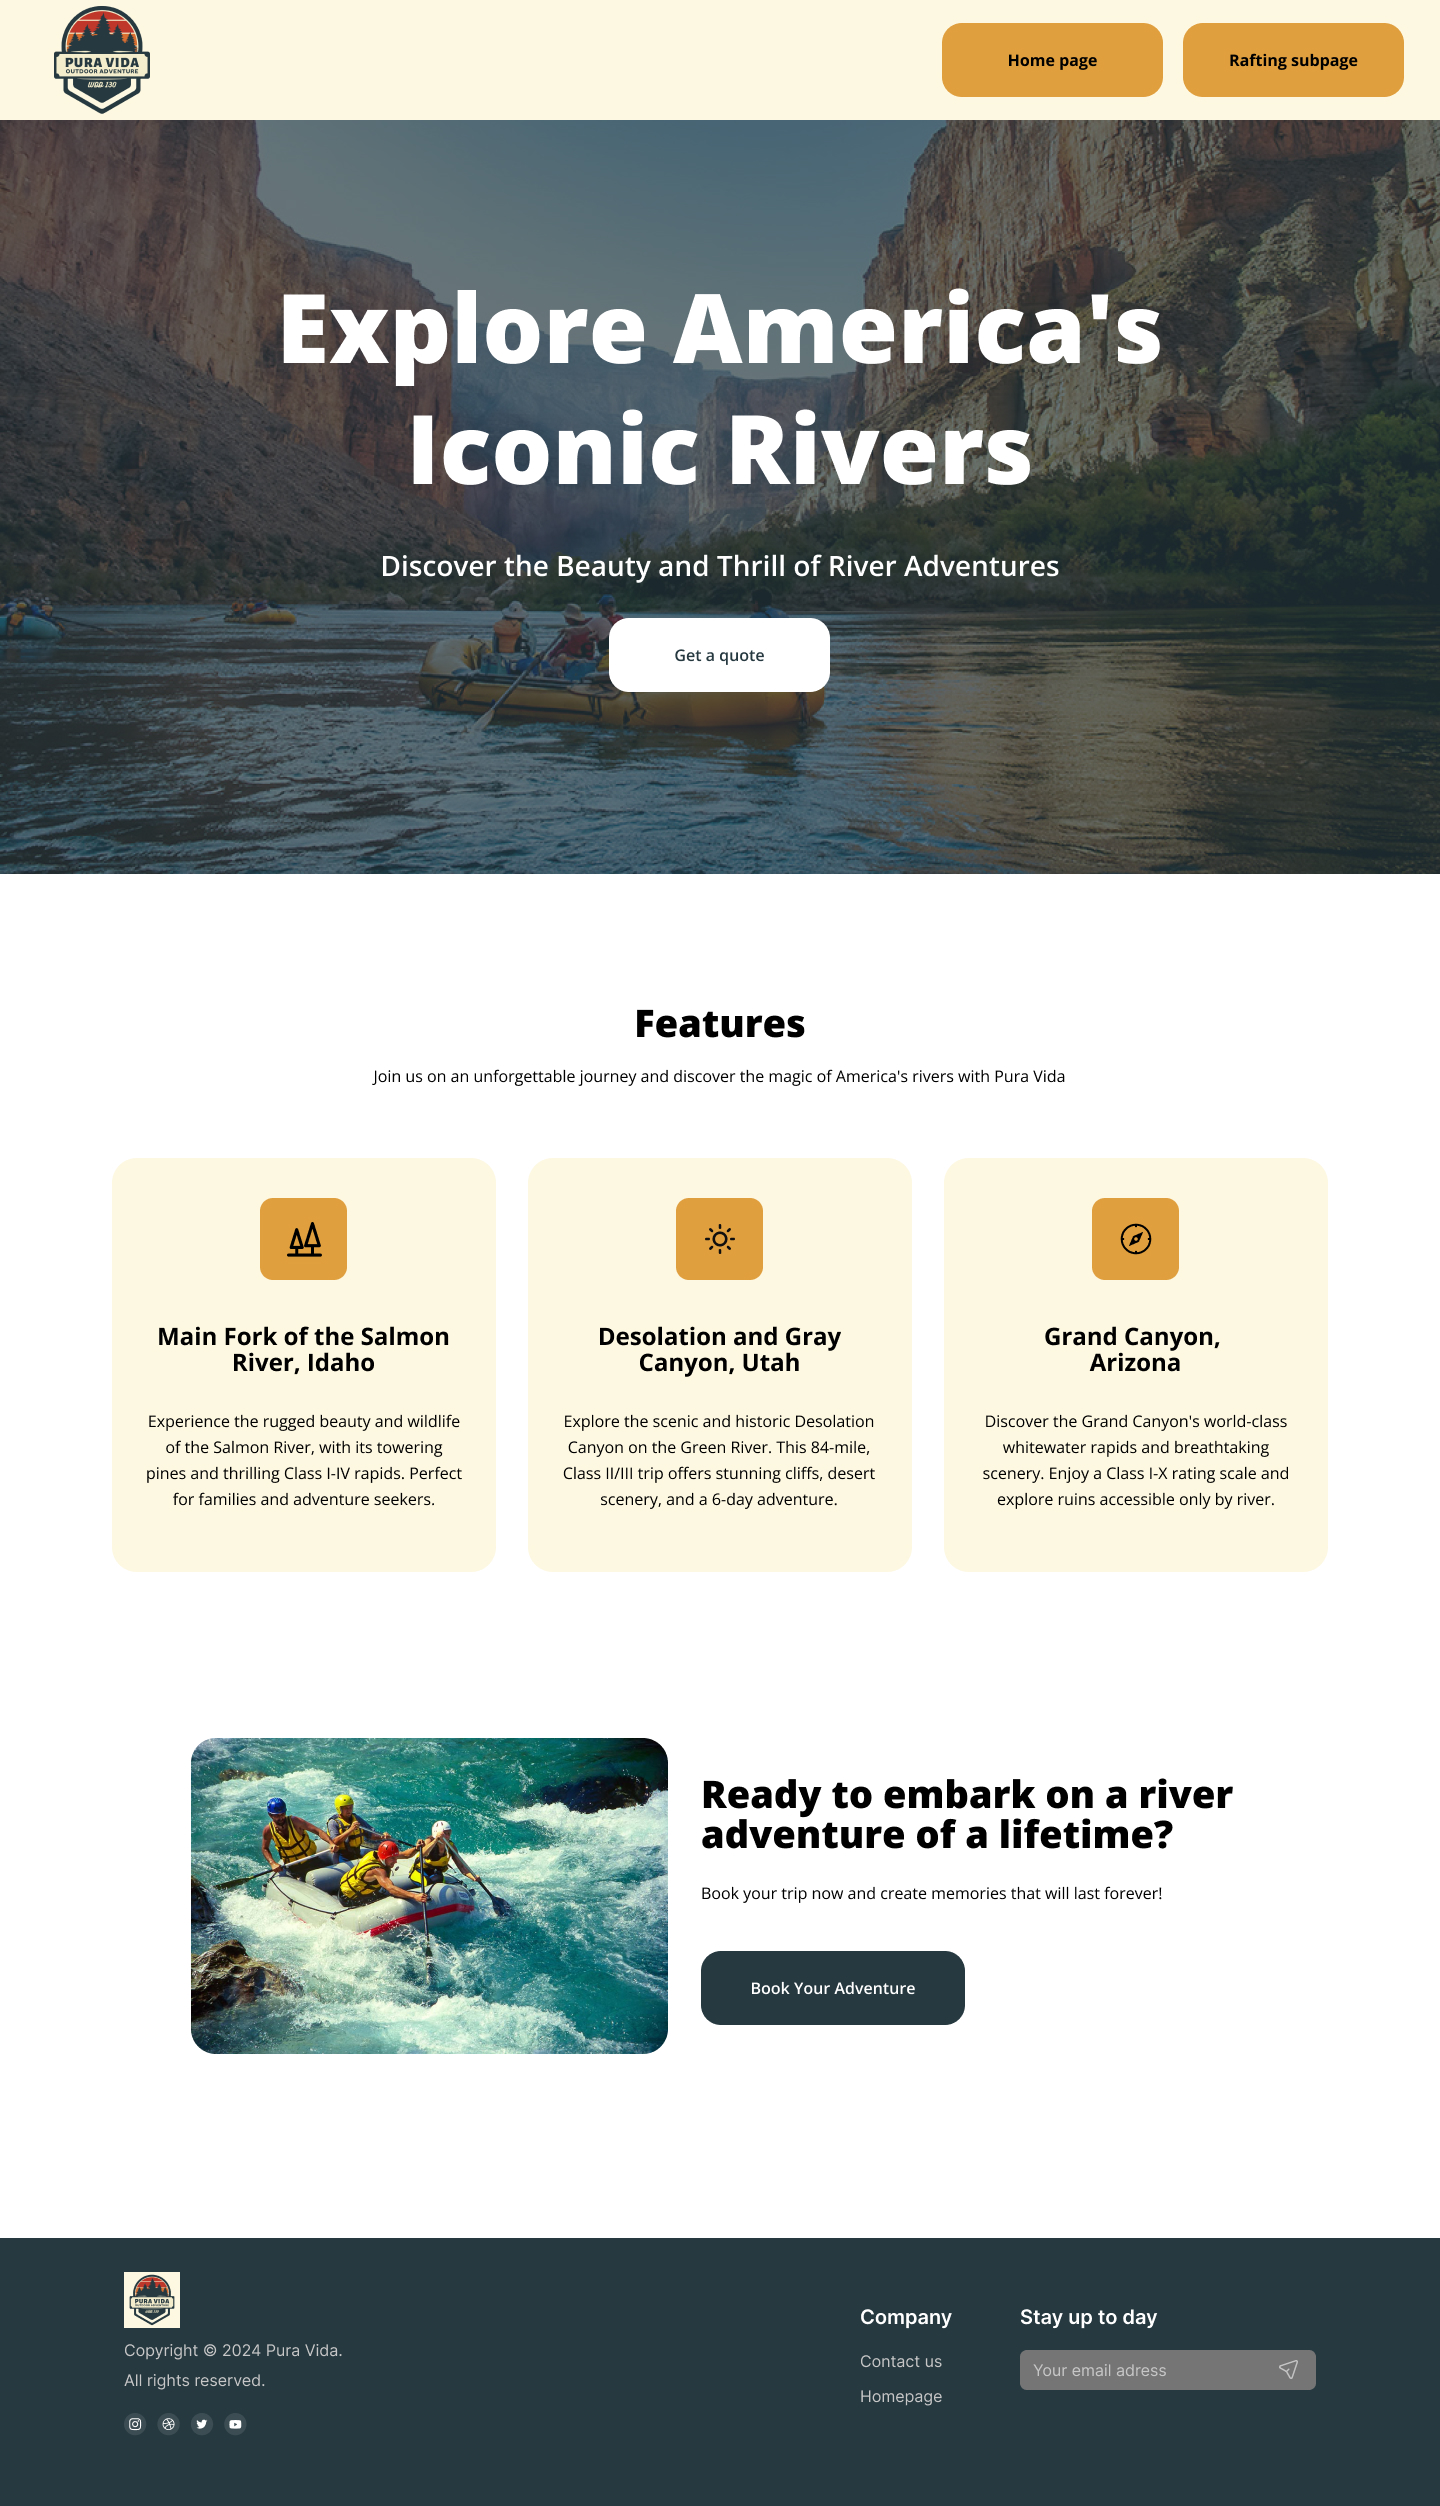 PURA VIDA
OUTDOOR ADVENTURE
WDD 130
Home page
Rafting subpage
Explore America's
Iconic Rivers
Discover the Beauty and Thrill of River Adventures
Get a quote
Features
Join us on an unforgettable journey and discover the magic of America's rivers with Pura Vida
Main Fork of the Salmon
River, Idaho
Experience the rugged beauty and wildlife
of the Salmon River, with its towering
pines and thrilling Class I-IV rapids. Perfect
for families and adventure seekers.
Desolation and Gray
Canyon, Utah
Explore the scenic and historic Desolation
Canyon on the Green River. This 84-mile,
Class II/III trip offers stunning cliffs, desert
scenery, and a 6-day adventure.
Grand Canyon,
Arizona
Discover the Grand Canyon's world-class
whitewater rapids and breathtaking
scenery. Enjoy a Class I-X rating scale and
explore ruins accessible only by river.
Ready to embark on a river
adventure of a lifetime?
Book your trip now and create memories that will last forever!
Book Your Adventure
PURA VIDA
OUTDOOR ADVENTURE
WDD 130
Copyright © 2024 Pura Vida.
All rights reserved.
Company
Contact us
Homepage
Stay up to day
Your email adress